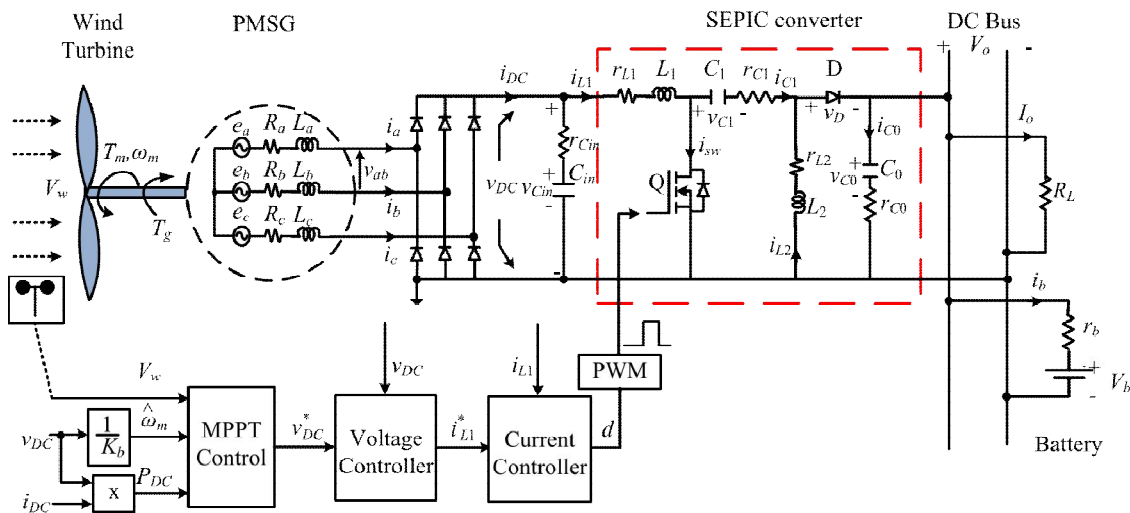 Wind
Turbine
PMSG
SEPIC converter
DC Bus
+ V_o -
i_DC
i_L1
r_L1
L_1
C_1
r_C1
i_C1
D
+ v_C1 -
+ v_D -
e_a
R_a
L_a
i_a
T_m, ω_m
V_w
T_g
e_b
R_b
L_b
v_ab
i_b
e_c
R_c
L_c
i_c
v_DC
+
-
r_Cin
+
v_Cin
-
C_in
i_sw
Q
r_L2
L_2
i_L2
i_C0
+
v_C0
-
C_0
r_C0
I_o
R_L
i_b
r_b
+
-
V_b
Battery
PWM
V_w
v_DC
i_L1
v_DC
1
K_b
^
ω_m
MPPT
Control
v*_DC
Voltage
Controller
i*_L1
Current
Controller
d
i_DC
x
P_DC